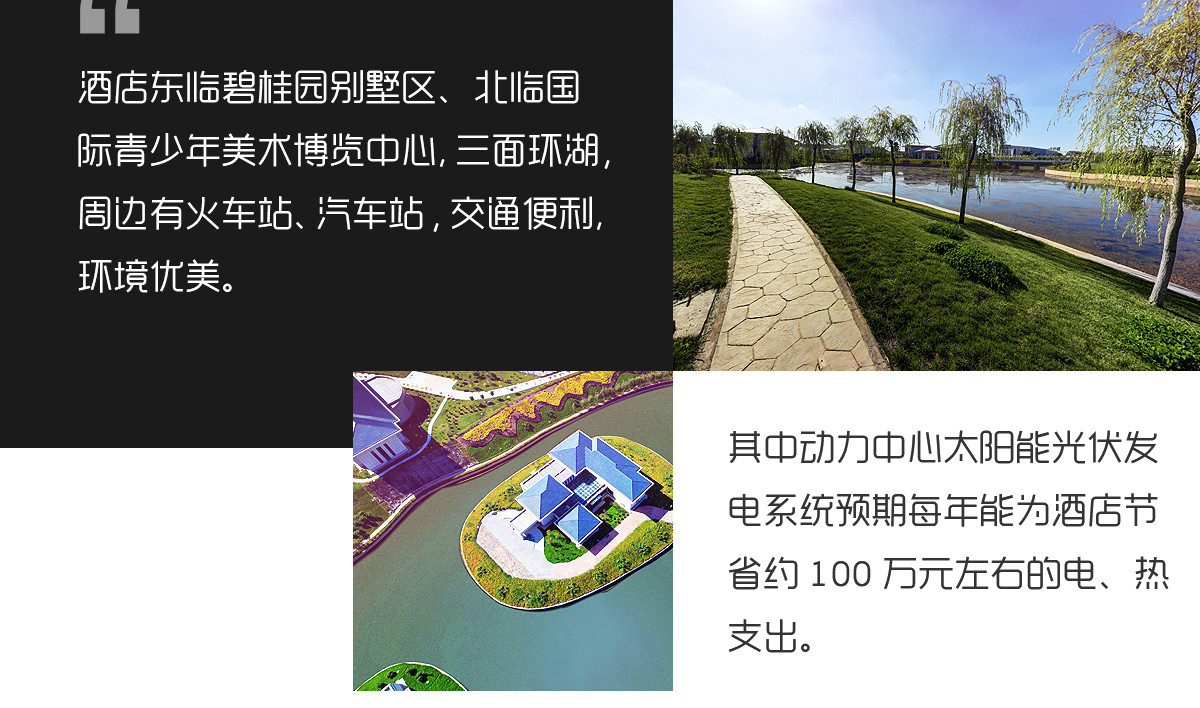 酒店东临碧桂园别墅区、北临国
际青少年美术博览中心,三面环湖,
周边有火车站、汽车站,交通便利,
环境优美。
其中动力中心太阳能光伏发
电系统预期每年能为酒店节
省约100万元左右的电、热
支出。